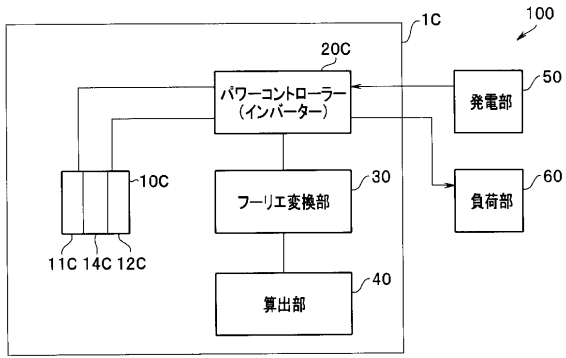 100
1C
20C
パワーコントローラー
(インバーター)
50
発電部
10C
30
フーリエ変換部
60
負荷部
11C 14C 12C
40
算出部